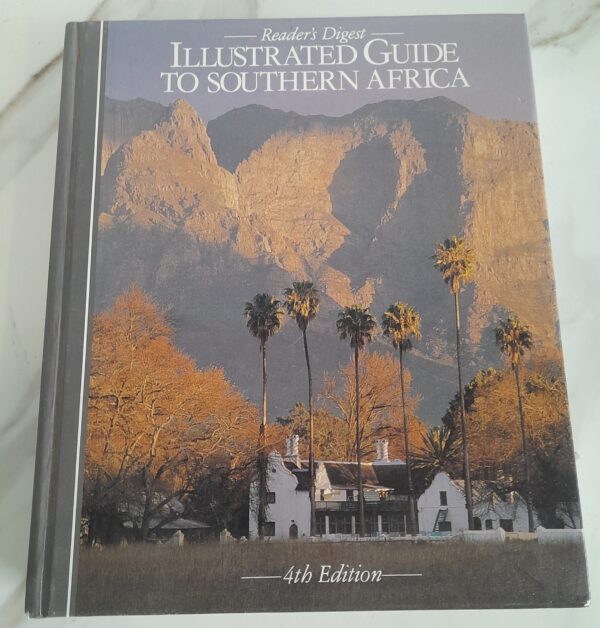 Reader's Digest
ILLUSTRATED GUIDE
TO SOUTHERN AFRICA
4th Edition